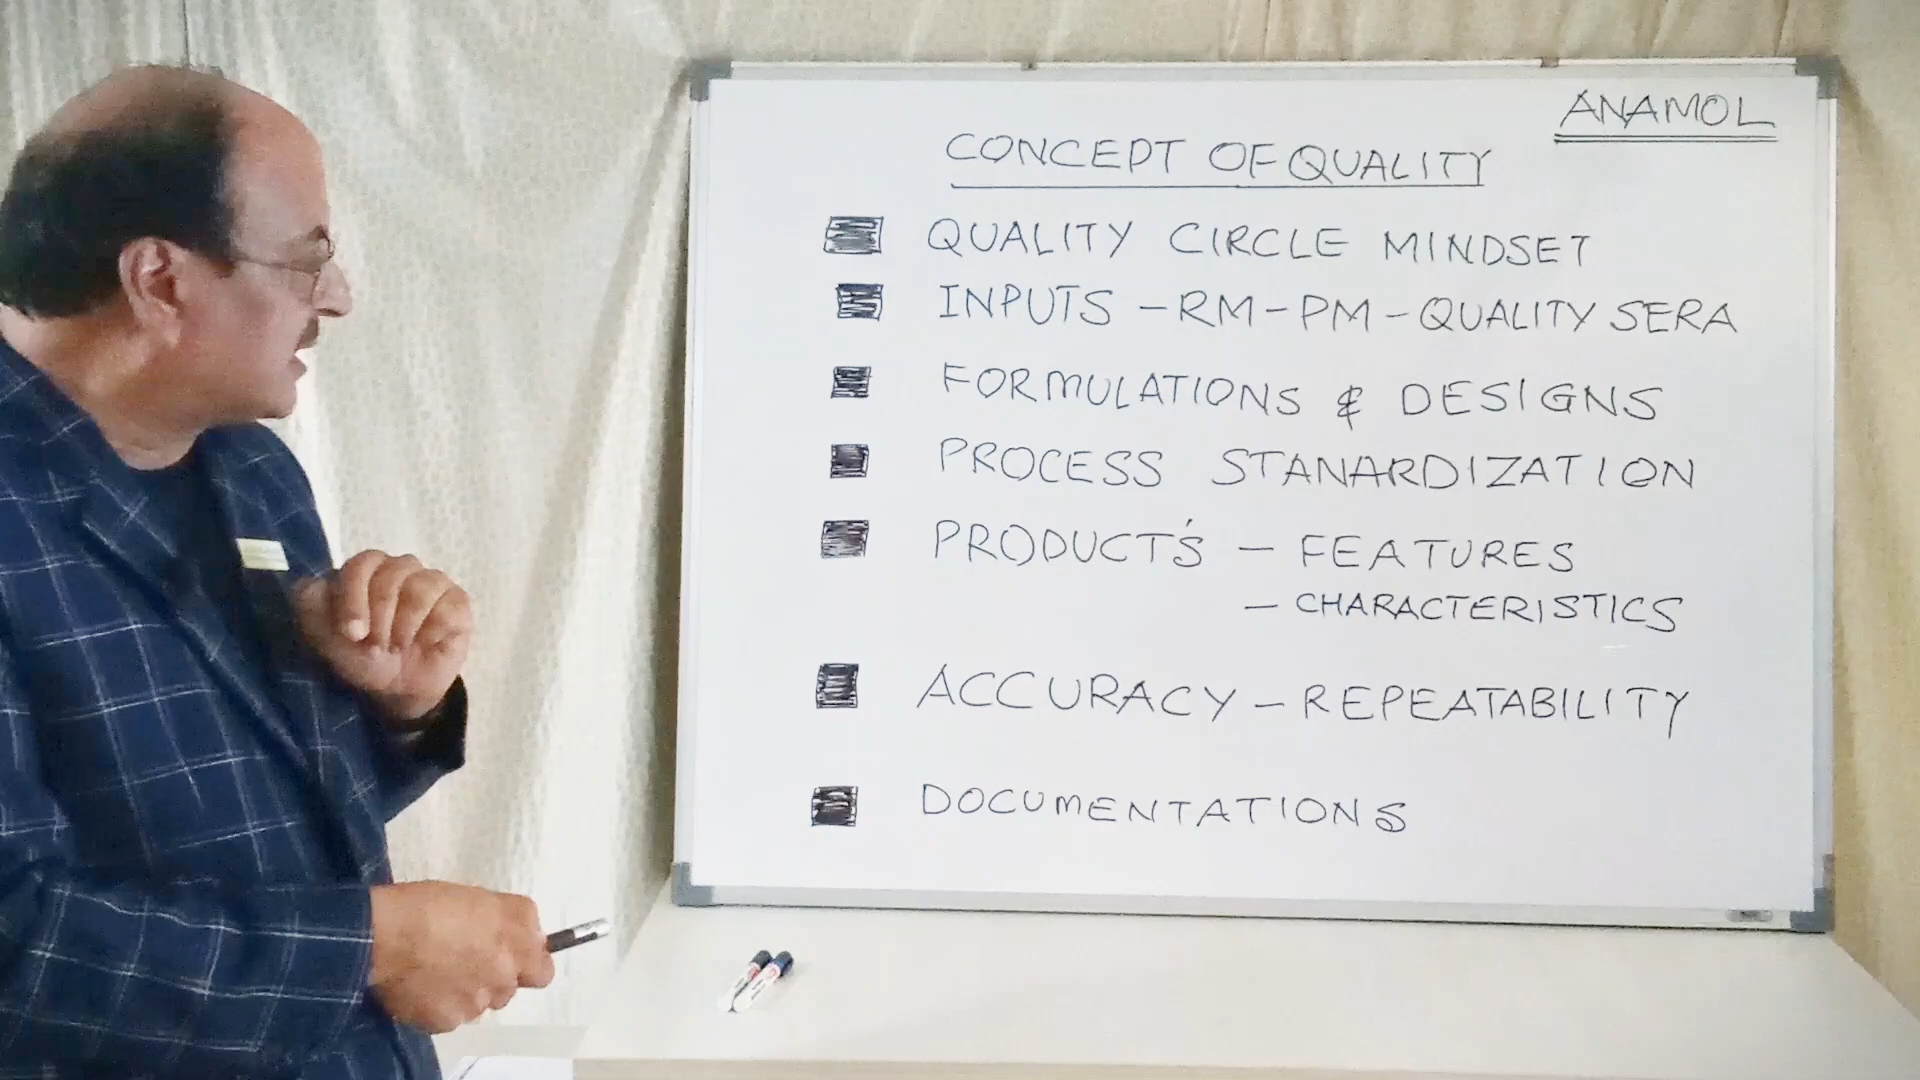 ANAMOL
CONCEPT OF QUALITY
QUALITY CIRCLE MINDSET
INPUTS - RM - PM - QUALITY SERA
FORMULATIONS & DESIGNS
PROCESS STANARDIZATION
PRODUCT'S - FEATURES
- CHARACTERISTICS
ACCURACY - REPEATABILITY
DOCUMENTATIONS